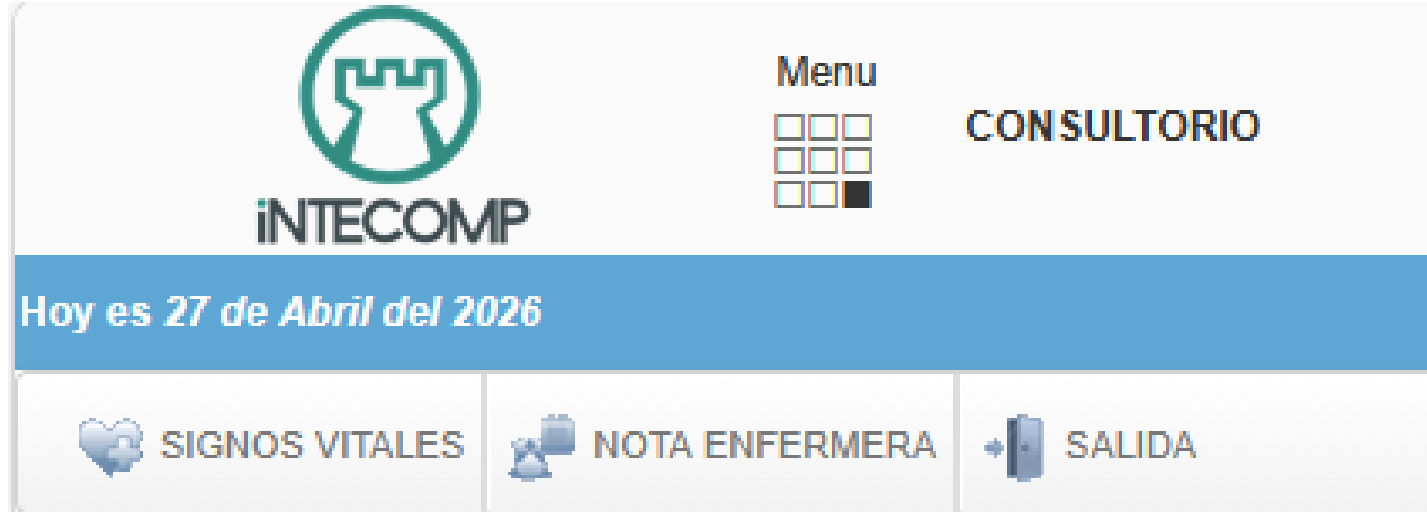 Menu
CONSULTORIO
iNTECOMP
Hoy es 27 de Abril del 2026
SIGNOS VITALES
NOTA ENFERMERA
SALIDA